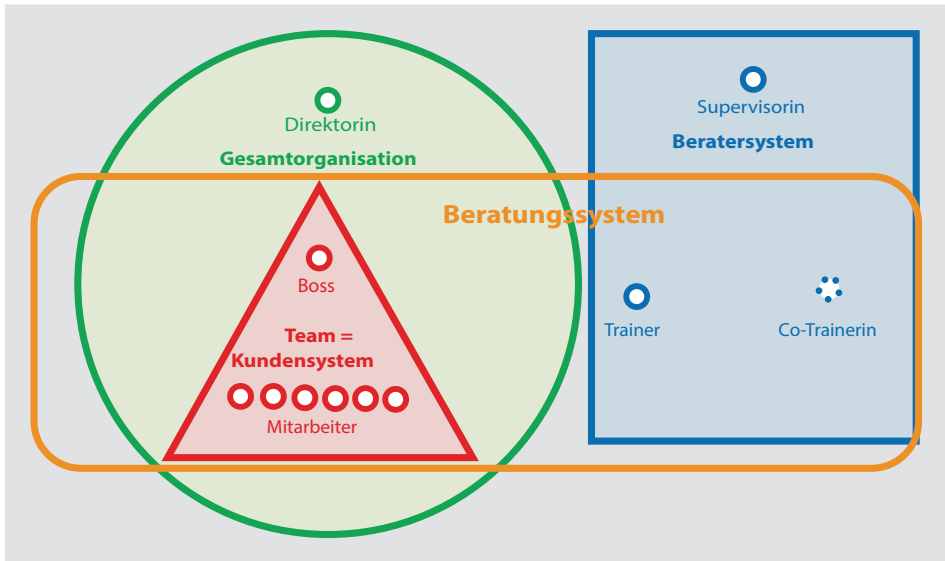 Direktorin
Gesamtorganisation
Supervisorin
Beratersystem
Beratungssystem
Boss
Team =
Kundensystem
Mitarbeiter
Trainer
Co-Trainerin